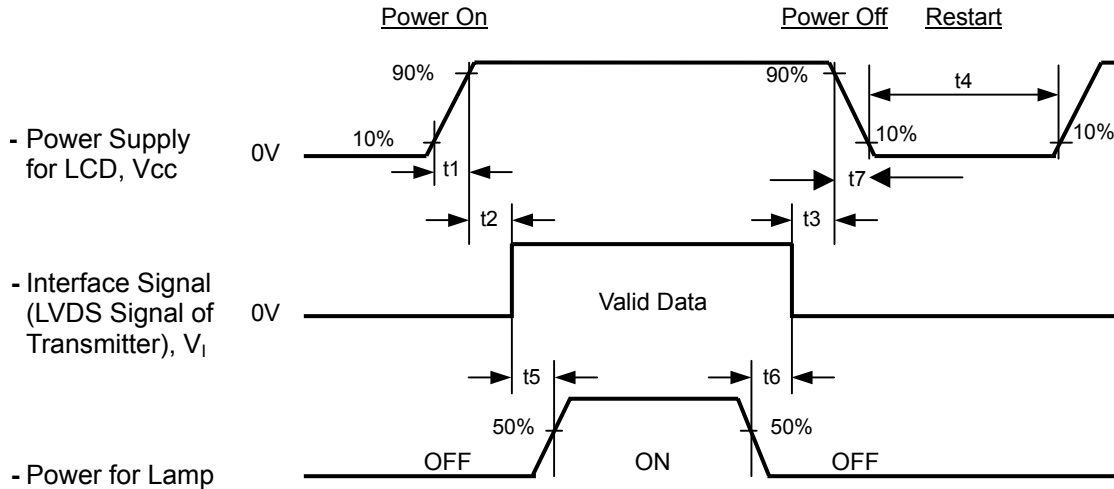 Power On
Power Off
Restart
90%
90%
t4
- Power Supply
for LCD, Vcc
0V
10%
10%
10%
t1
t7
t2
t3
- Interface Signal
(LVDS Signal of
Transmitter), VI
0V
Valid Data
t5
t6
50%
50%
- Power for Lamp
OFF
ON
OFF